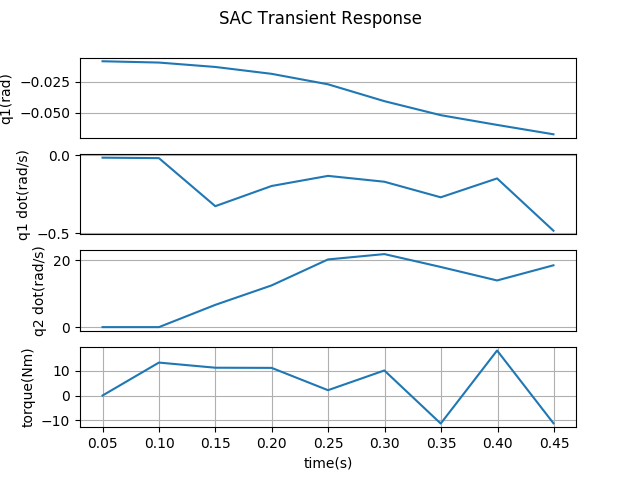 SAC Transient Response
q1(rad)
−0.025
−0.050
q1 dot(rad/s)
0.0
−0.5
q2 dot(rad/s)
20
0
torque(Nm)
10
0
−10
0.05 0.10 0.15 0.20 0.25 0.30 0.35 0.40 0.45
time(s)